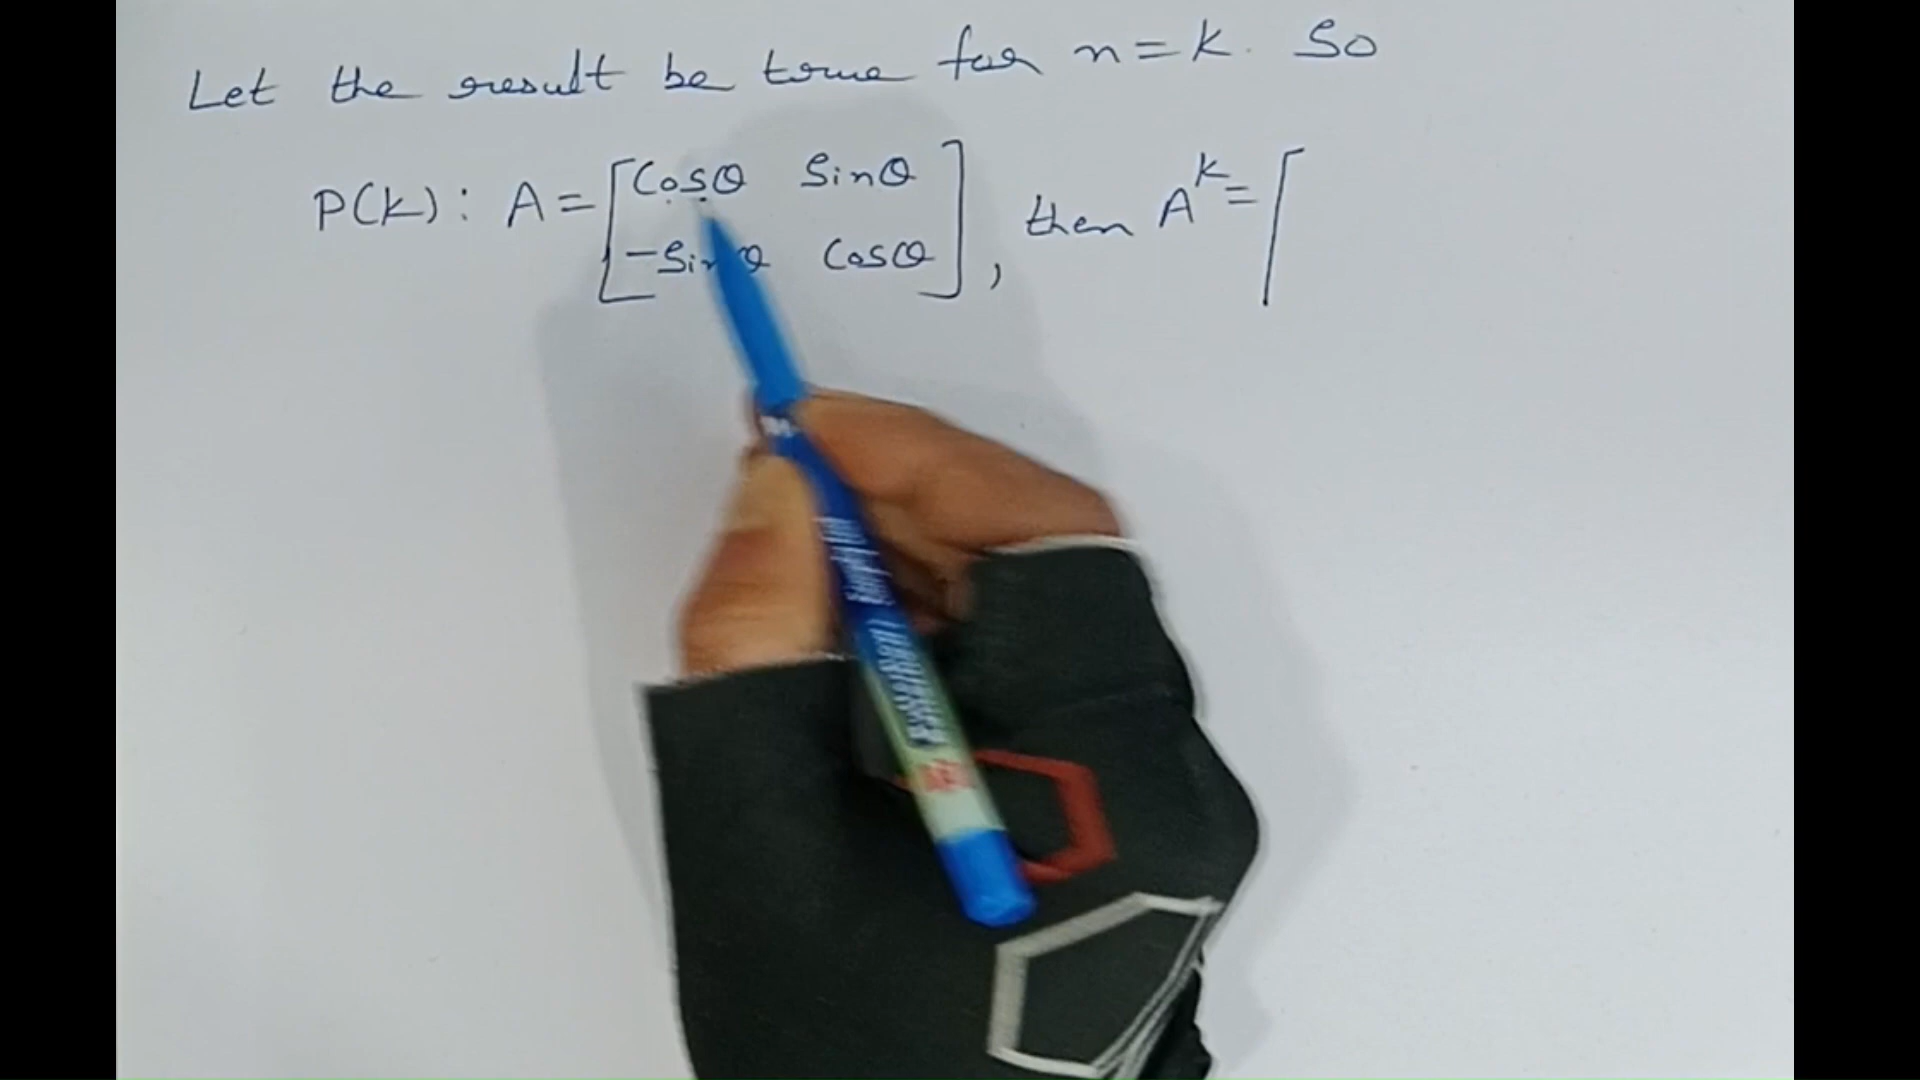 Let the result be true for n=k. So
P(k): A = [Cosθ Sinθ
-Sinθ Cosθ], then A^k = [